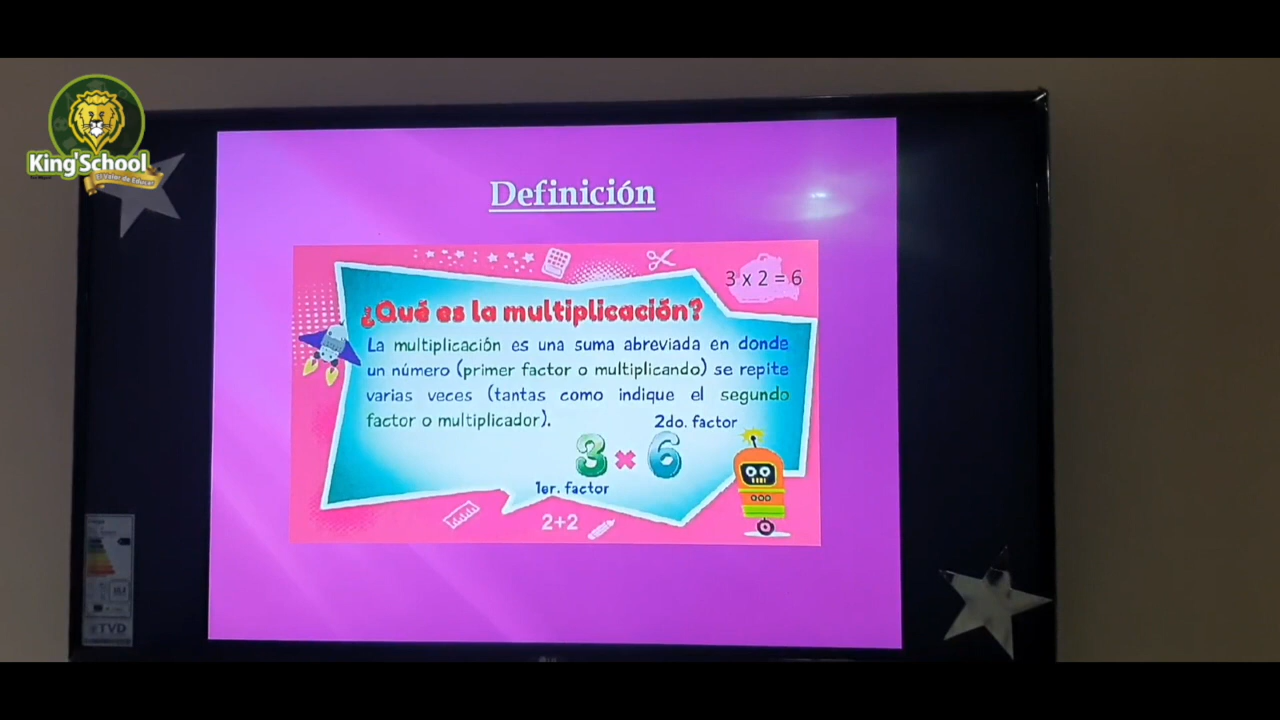 King'School
El Valor de Educar
Definición
3 x 2 = 6
¿Qué es la multiplicación?
La multiplicación es una suma abreviada en donde
un número (primer factor o multiplicando) se repite
varias veces (tantas como indique el segundo
factor o multiplicador).
2do. factor
3 x 6
1er. factor
2+2
TVD
LG